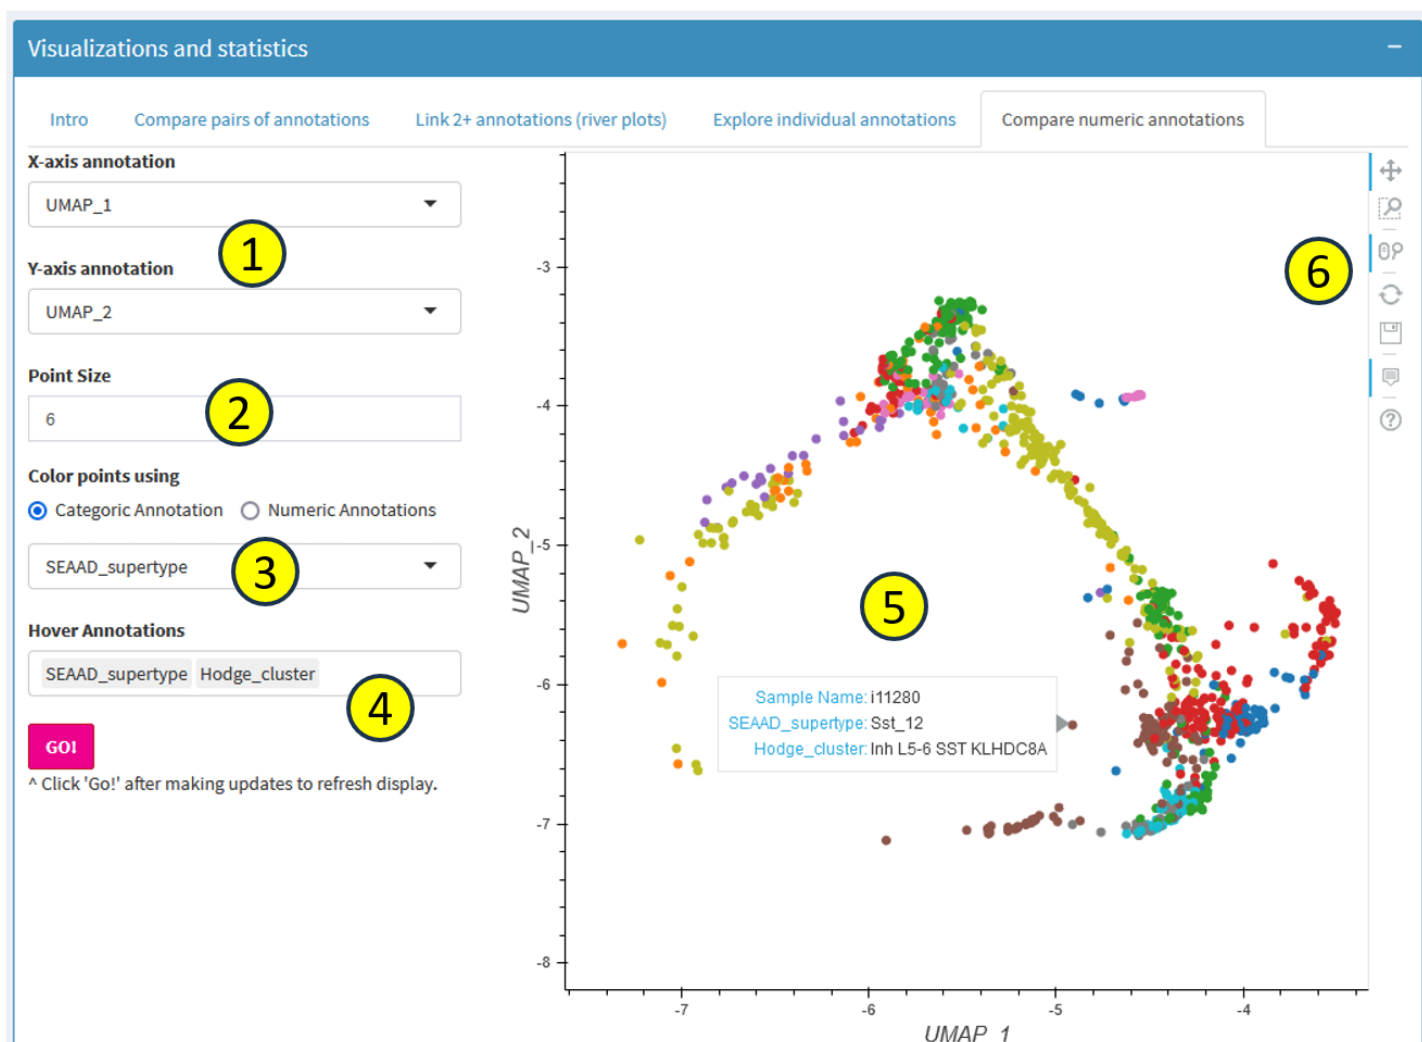 Visualizations and statistics
Intro Compare pairs of annotations Link 2+ annotations (river plots) Explore individual annotations Compare numeric annotations
X-axis annotation
UMAP_1
1
Y-axis annotation
UMAP_2
Point Size
6
2
Color points using
Categoric Annotation Numeric Annotations
SEAAD_supertype
3
Hover Annotations
SEAAD_supertype Hodge_cluster
4
GO!
^ Click 'Go!' after making updates to refresh display.
UMAP_2
-3
-4
-5
-6
-7
-8
5
Sample Name: i11280
SEAAD_supertype: Sst_12
Hodge_cluster: Inh L5-6 SST KLHDC8A
-7 -6 -5 -4
UMAP_1
6